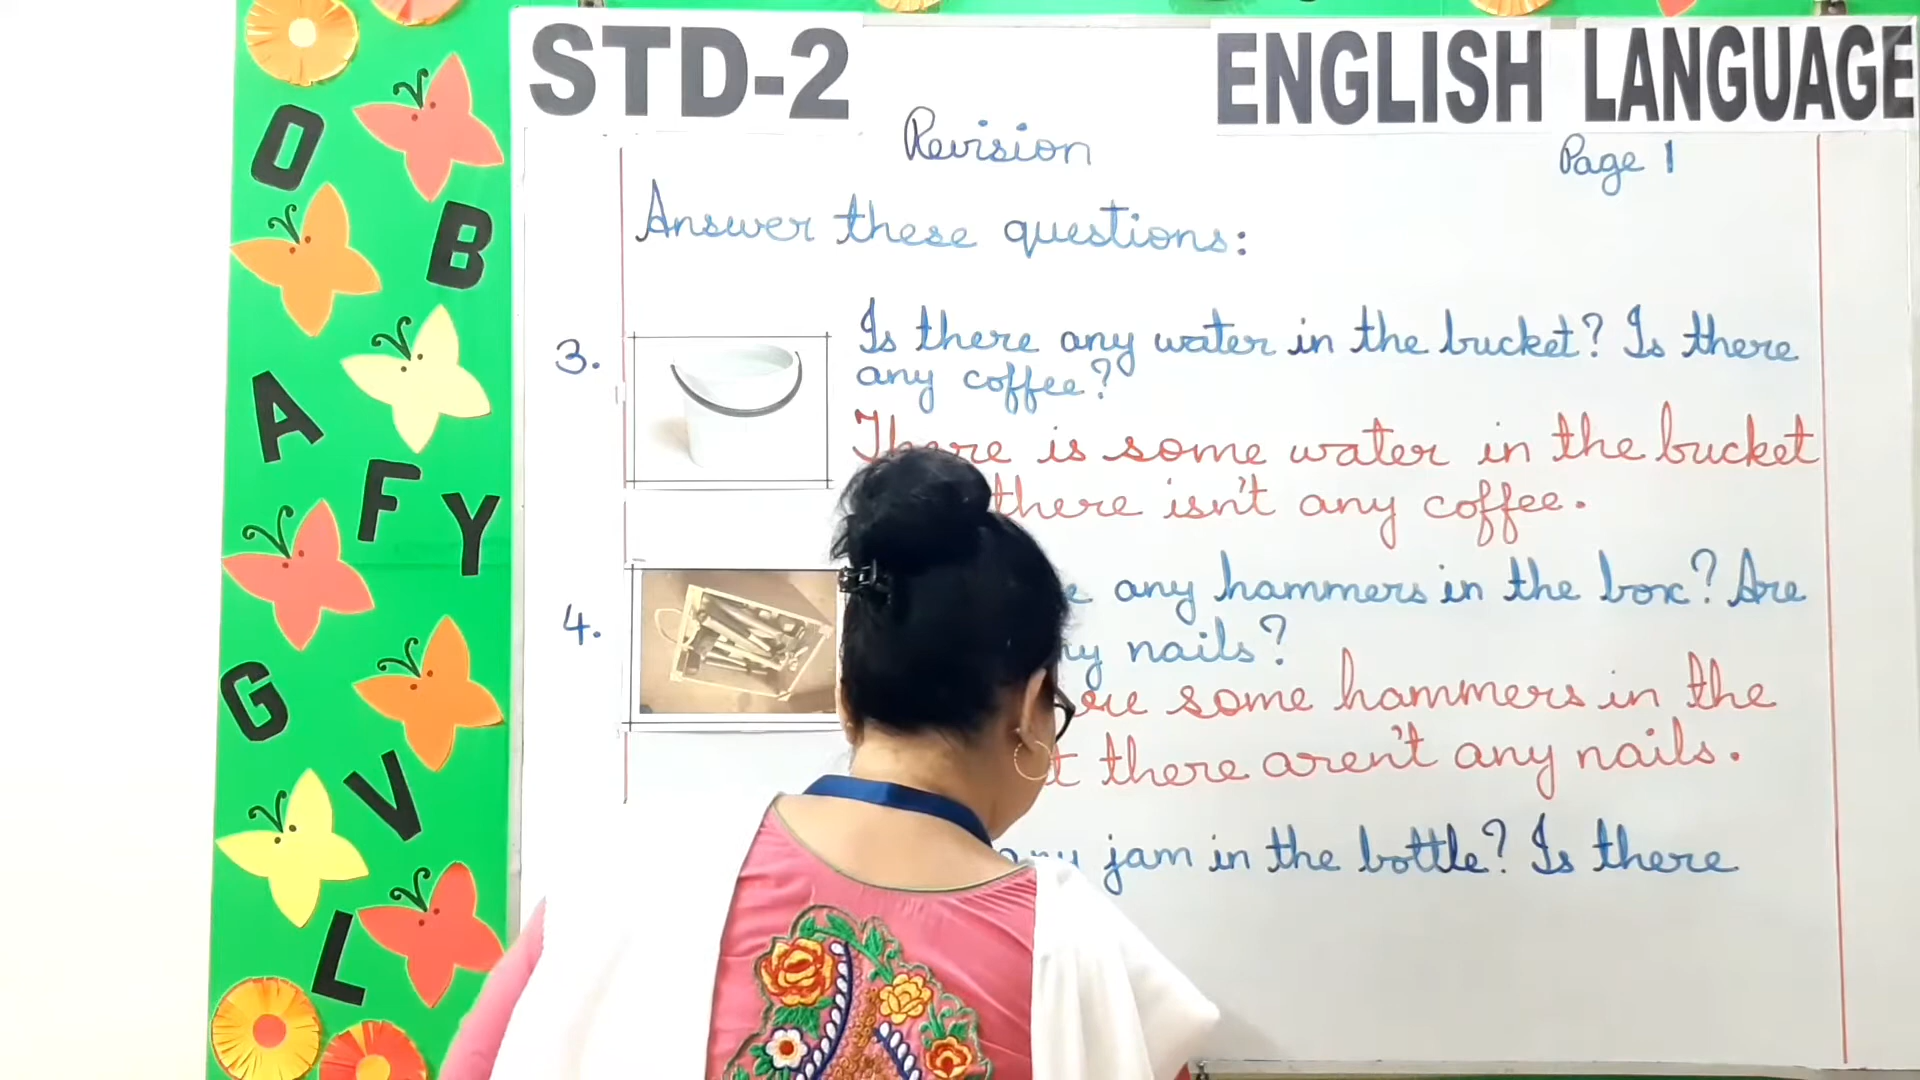 STD-2
ENGLISH LANGUAGE
Revision
Page 1
Answer these questions:
3.
Is there any water in the bucket? Is there
any coffee?
There is some water in the bucket
there isn't any coffee.
4.
any hammers in the box? Are
nails?
some hammers in the
there aren't any nails.
any jam in the bottle? Is there
O
B
A
F
Y
G
V
L